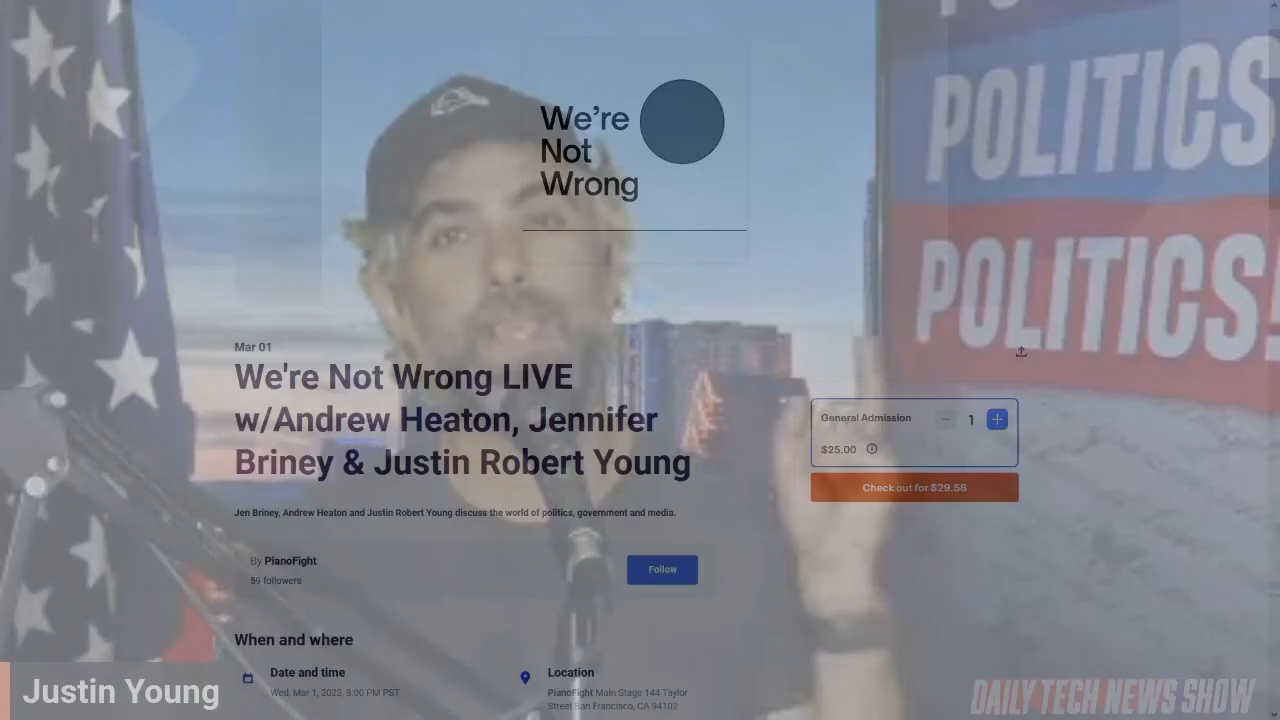 POLITICS
POLITICS!
We're
Not
Wrong
Mar 01
We're Not Wrong LIVE
w/Andrew Heaton, Jennifer
Briney & Justin Robert Young
Jen Briney, Andrew Heaton and Justin Robert Young discuss the world of politics, government and media.
General Admission
1
$25.00
Check out for $29.58
By PianoFight
59 followers
Follow
When and where
Date and time
Wed, Mar 1, 2023, 8:00 PM PST
Location
PianoFight Main Stage 144 Taylor
Street San Francisco, CA 94102
Justin Young
DAILY TECH NEWS SHOW